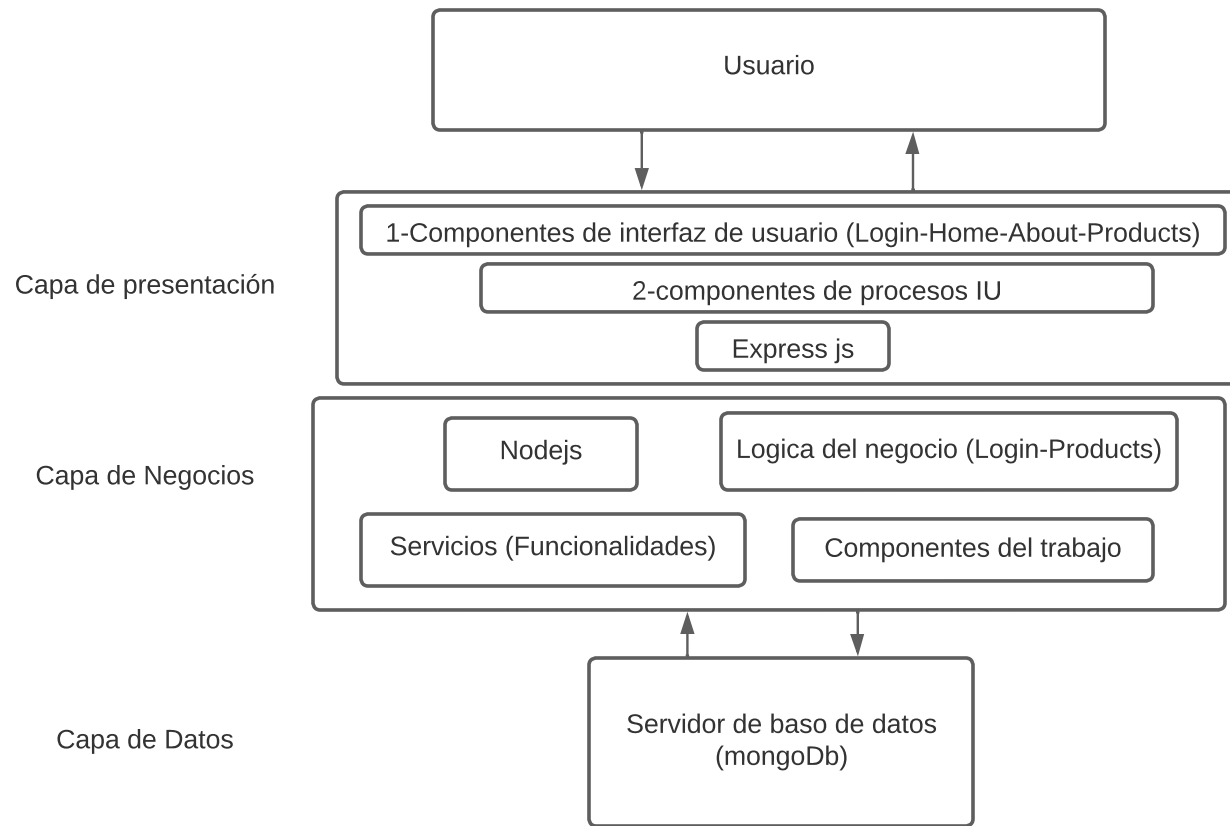 Usuario
Capa de presentación
1-Componentes de interfaz de usuario (Login-Home-About-Products)
2-componentes de procesos IU
Express js
Capa de Negocios
Nodejs
Logica del negocio (Login-Products)
Servicios (Funcionalidades)
Componentes del trabajo
Capa de Datos
Servidor de baso de datos
(mongoDb)